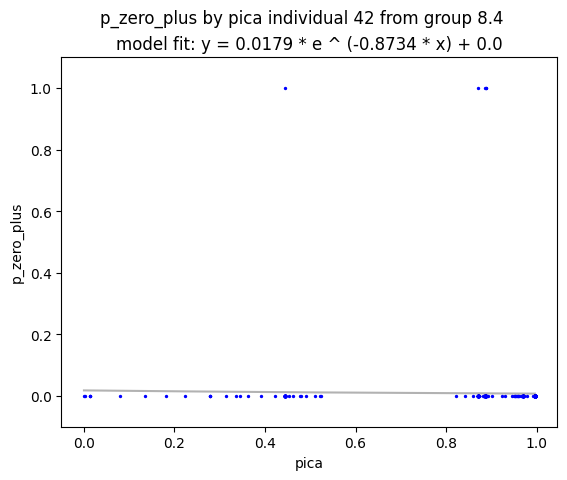 p_zero_plus by pica individual 42 from group 8.4
model fit: y = 0.0179 * e ^ (-0.8734 * x) + 0.0
1.0
0.8
0.6
0.4
0.2
0.0
p_zero_plus
0.0 0.2 0.4 0.6 0.8 1.0
pica